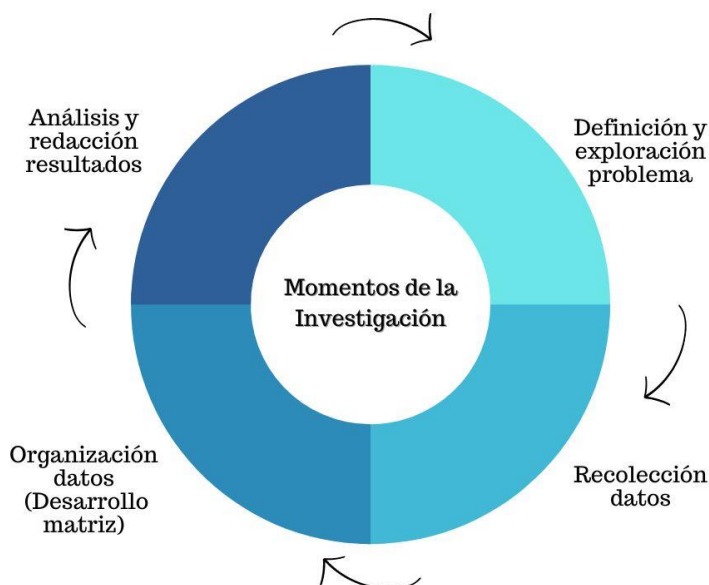 Análisis y
redacción
resultados
Definición y
exploración
problema
Momentos de la
Investigación
Organización
datos
(Desarrollo
matriz)
Recolección
datos